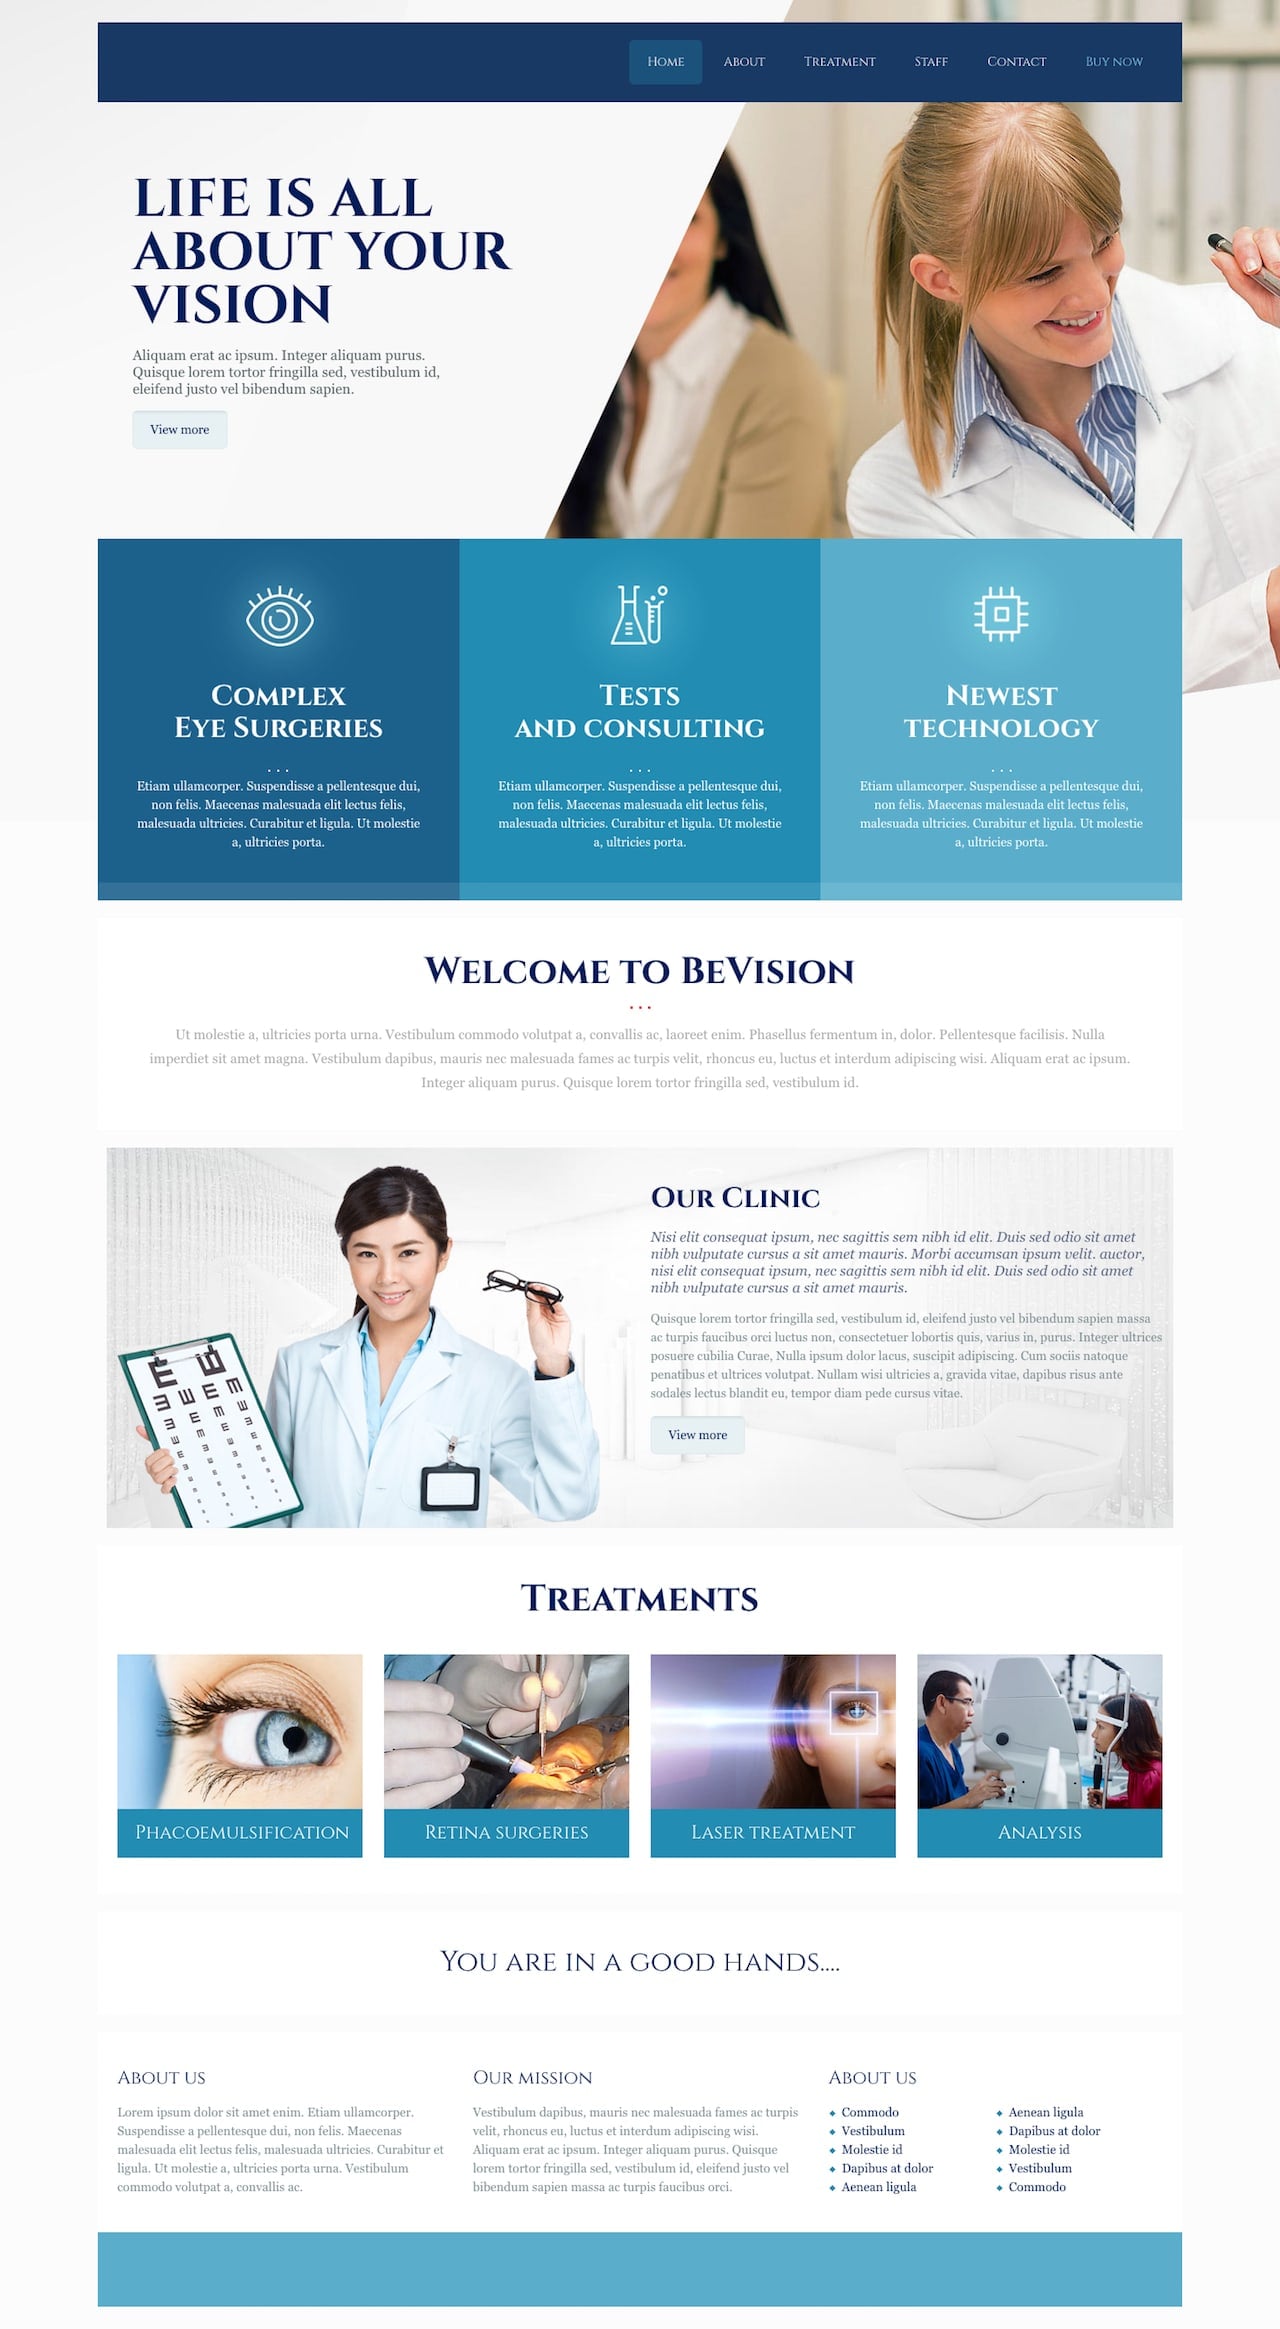 Home
About
Treatment
Staff
Contact
Buy now
LIFE IS ALL
ABOUT YOUR
VISION
Aliquam erat ac ipsum. Integer aliquam purus.
Quisque lorem tortor fringilla sed, vestibulum id,
eleifend justo vel bibendum sapien.
View more
Complex
Eye Surgeries
...
Etiam ullamcorper. Suspendisse a pellentesque dui,
non felis. Maecenas malesuada elit lectus felis,
malesuada ultricies. Curabitur et ligula. Ut molestie
a, ultricies porta.
Tests
and consulting
...
Etiam ullamcorper. Suspendisse a pellentesque dui,
non felis. Maecenas malesuada elit lectus felis,
malesuada ultricies. Curabitur et ligula. Ut molestie
a, ultricies porta.
Newest
technology
...
Etiam ullamcorper. Suspendisse a pellentesque dui,
non felis. Maecenas malesuada elit lectus felis,
malesuada ultricies. Curabitur et ligula. Ut molestie
a, ultricies porta.
Welcome to BeVision
...
Ut molestie a, ultricies porta urna. Vestibulum commodo volutpat a, convallis ac, laoreet enim. Phasellus fermentum in, dolor. Pellentesque facilisis. Nulla
imperdiet sit amet magna. Vestibulum dapibus, mauris nec malesuada fames ac turpis velit, rhoncus eu, luctus et interdum adipiscing wisi. Aliquam erat ac ipsum.
Integer aliquam purus. Quisque lorem tortor fringilla sed, vestibulum id.
Our Clinic
Nisi elit consequat ipsum, nec sagittis sem nibh id elit. Duis sed odio sit amet
nibh vulputate cursus a sit amet mauris. Morbi accumsan ipsum velit. auctor,
nisi elit consequat ipsum, nec sagittis sem nibh id elit. Duis sed odio sit amet
nibh vulputate cursus a sit amet mauris.
Quisque lorem tortor fringilla sed, vestibulum id, eleifend justo vel bibendum sapien massa
ac turpis faucibus orci luctus non, consectetuer lobortis quis, varius in, purus. Integer ultrices
posuere cubilia Curae, Nulla ipsum dolor lacus, suscipit adipiscing. Cum sociis natoque
penatibus et ultrices volutpat. Nullam wisi ultricies a, gravida vitae, dapibus risus ante
sodales lectus blandit eu, tempor diam pede cursus vitae.
View more
Treatments
Phacoemulsification
Retina surgeries
Laser treatment
Analysis
You are in a good hands....
About us
Lorem ipsum dolor sit amet enim. Etiam ullamcorper.
Suspendisse a pellentesque dui, non felis. Maecenas
malesuada elit lectus felis, malesuada ultricies. Curabitur et
ligula. Ut molestie a, ultricies porta urna. Vestibulum
commodo volutpat a, convallis ac.
Our mission
Vestibulum dapibus, mauris nec malesuada fames ac turpis
velit, rhoncus eu, luctus et interdum adipiscing wisi.
Aliquam erat ac ipsum. Integer aliquam purus. Quisque
lorem tortor fringilla sed, vestibulum id, eleifend justo vel
bibendum sapien massa ac turpis faucibus orci.
About us
Commodo
Vestibulum
Molestie id
Dapibus at dolor
Aenean ligula
Aenean ligula
Dapibus at dolor
Molestie id
Vestibulum
Commodo